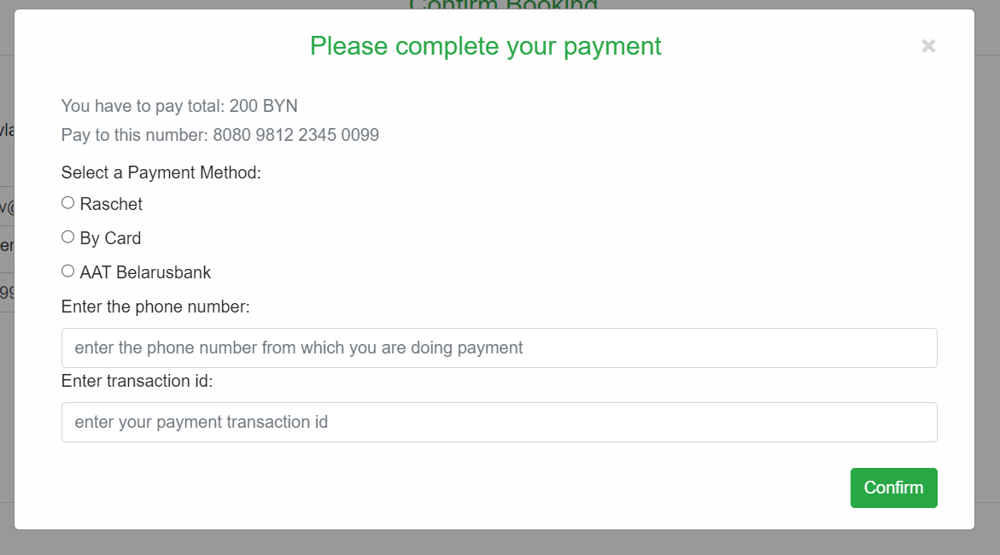 Confirm Booking
Please complete your payment
×
You have to pay total: 200 BYN
Pay to this number: 8080 9812 2345 0099
Select a Payment Method:
Raschet
By Card
AAT Belarusbank
Enter the phone number:
enter the phone number from which you are doing payment
Enter transaction id:
enter your payment transaction id
Confirm